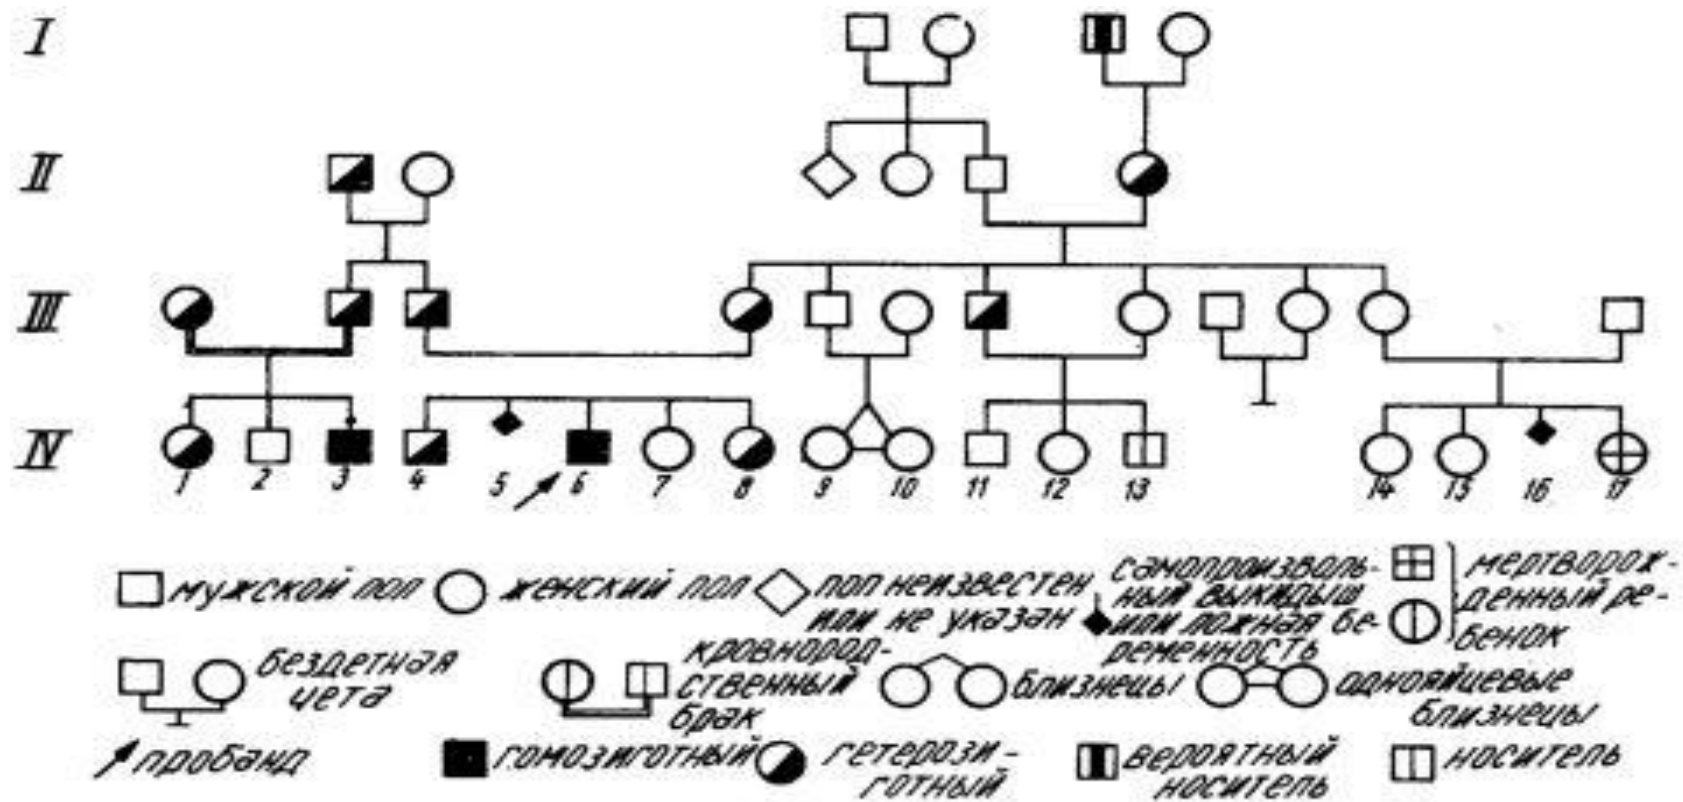 I
II
III
IV
1 2 3 4 5 6 7 8 9 10 11 12 13 14 15 16 17
мужской пол
женский пол
пол неизвестен
или не указан
самопроизволь-
ный выкидыш
или ложная бе-
ременность
мертворож-
денный ре-
бенок
бездетная
чета
кровнород-
ственный
брак
близнецы
однояйцевые
близнецы
пробанд
гомозиготный
гетерози-
готный
вероятный
носитель
носитель